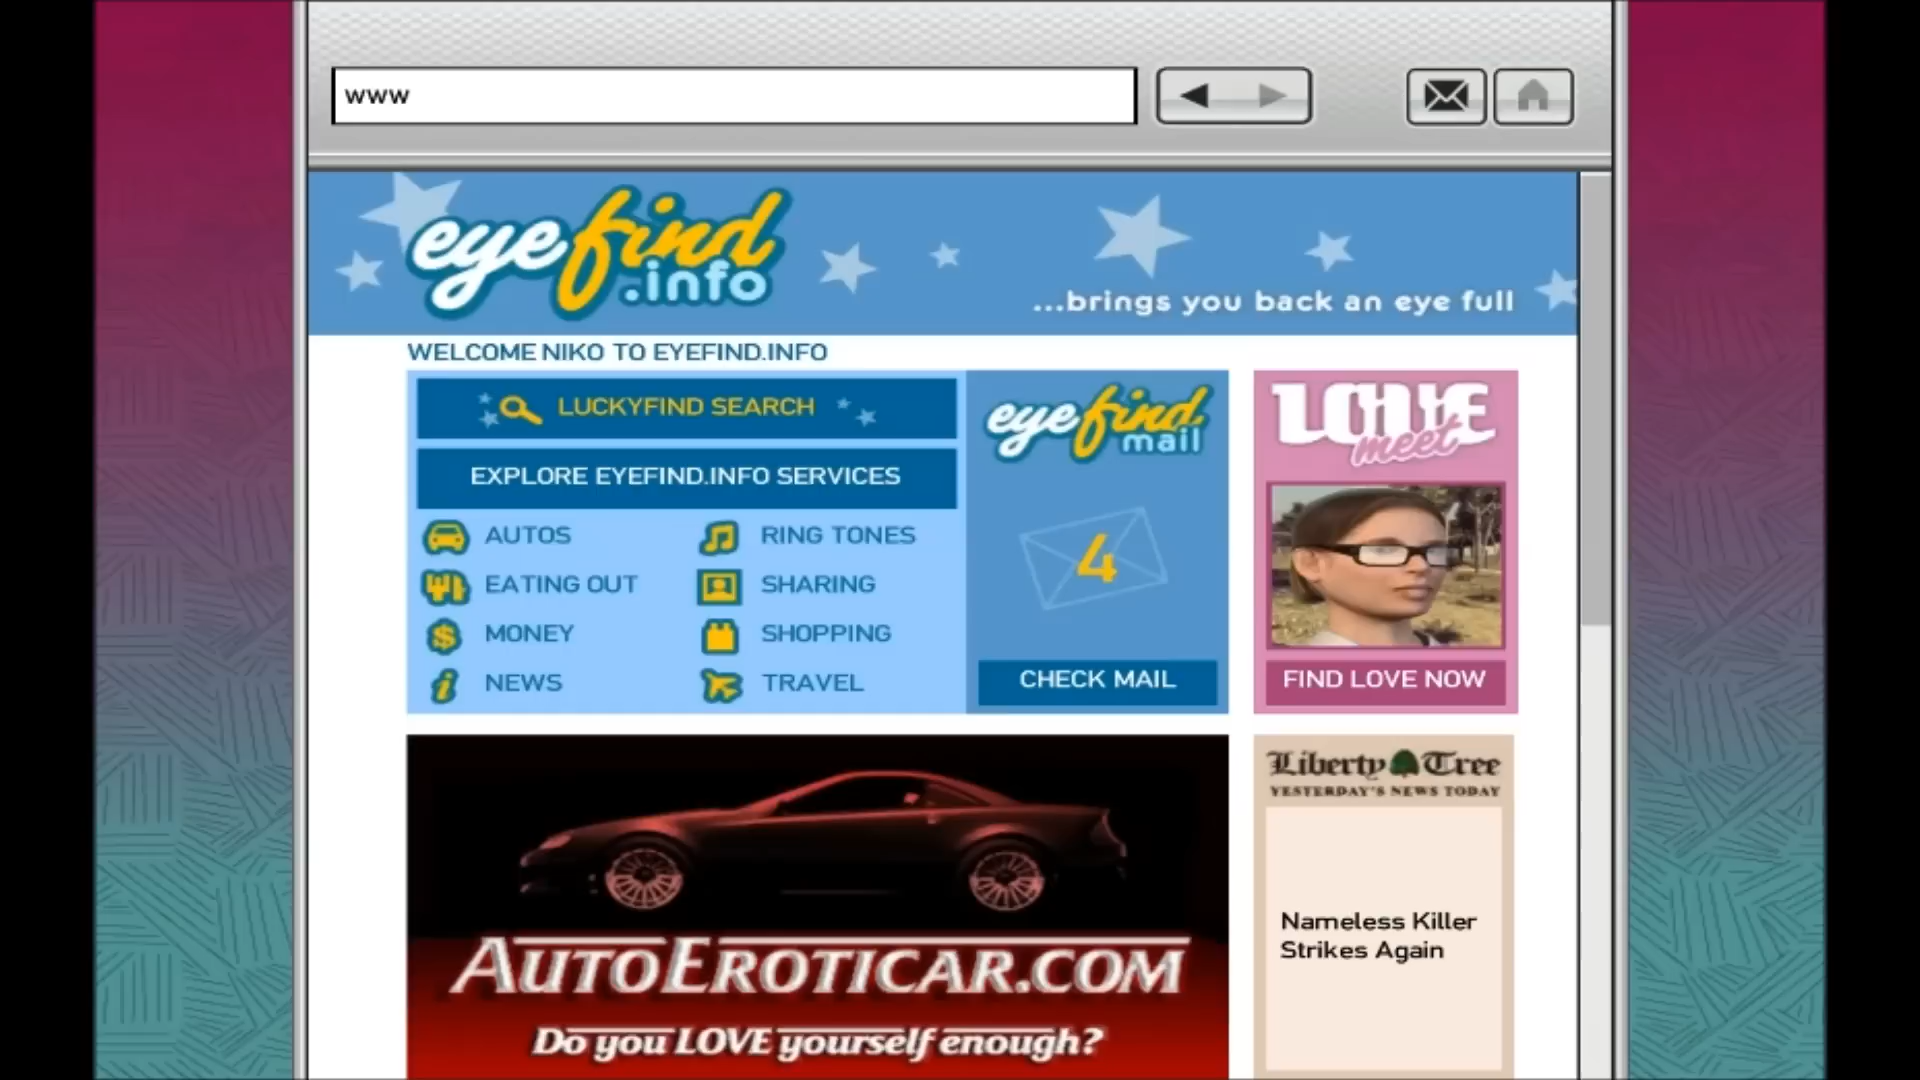 www
eyefind
.info
...brings you back an eye full
WELCOME NIKO TO EYEFIND.INFO
LUCKYFIND SEARCH
EXPLORE EYEFIND.INFO SERVICES
AUTOS
RING TONES
EATING OUT
SHARING
MONEY
SHOPPING
NEWS
TRAVEL
eyefind
mail
4
CHECK MAIL
LOVE
meet
FIND LOVE NOW
AUTOEROTICAR.COM
Do you LOVE yourself enough?
Liberty Tree
YESTERDAY'S NEWS TODAY
Nameless Killer
Strikes Again